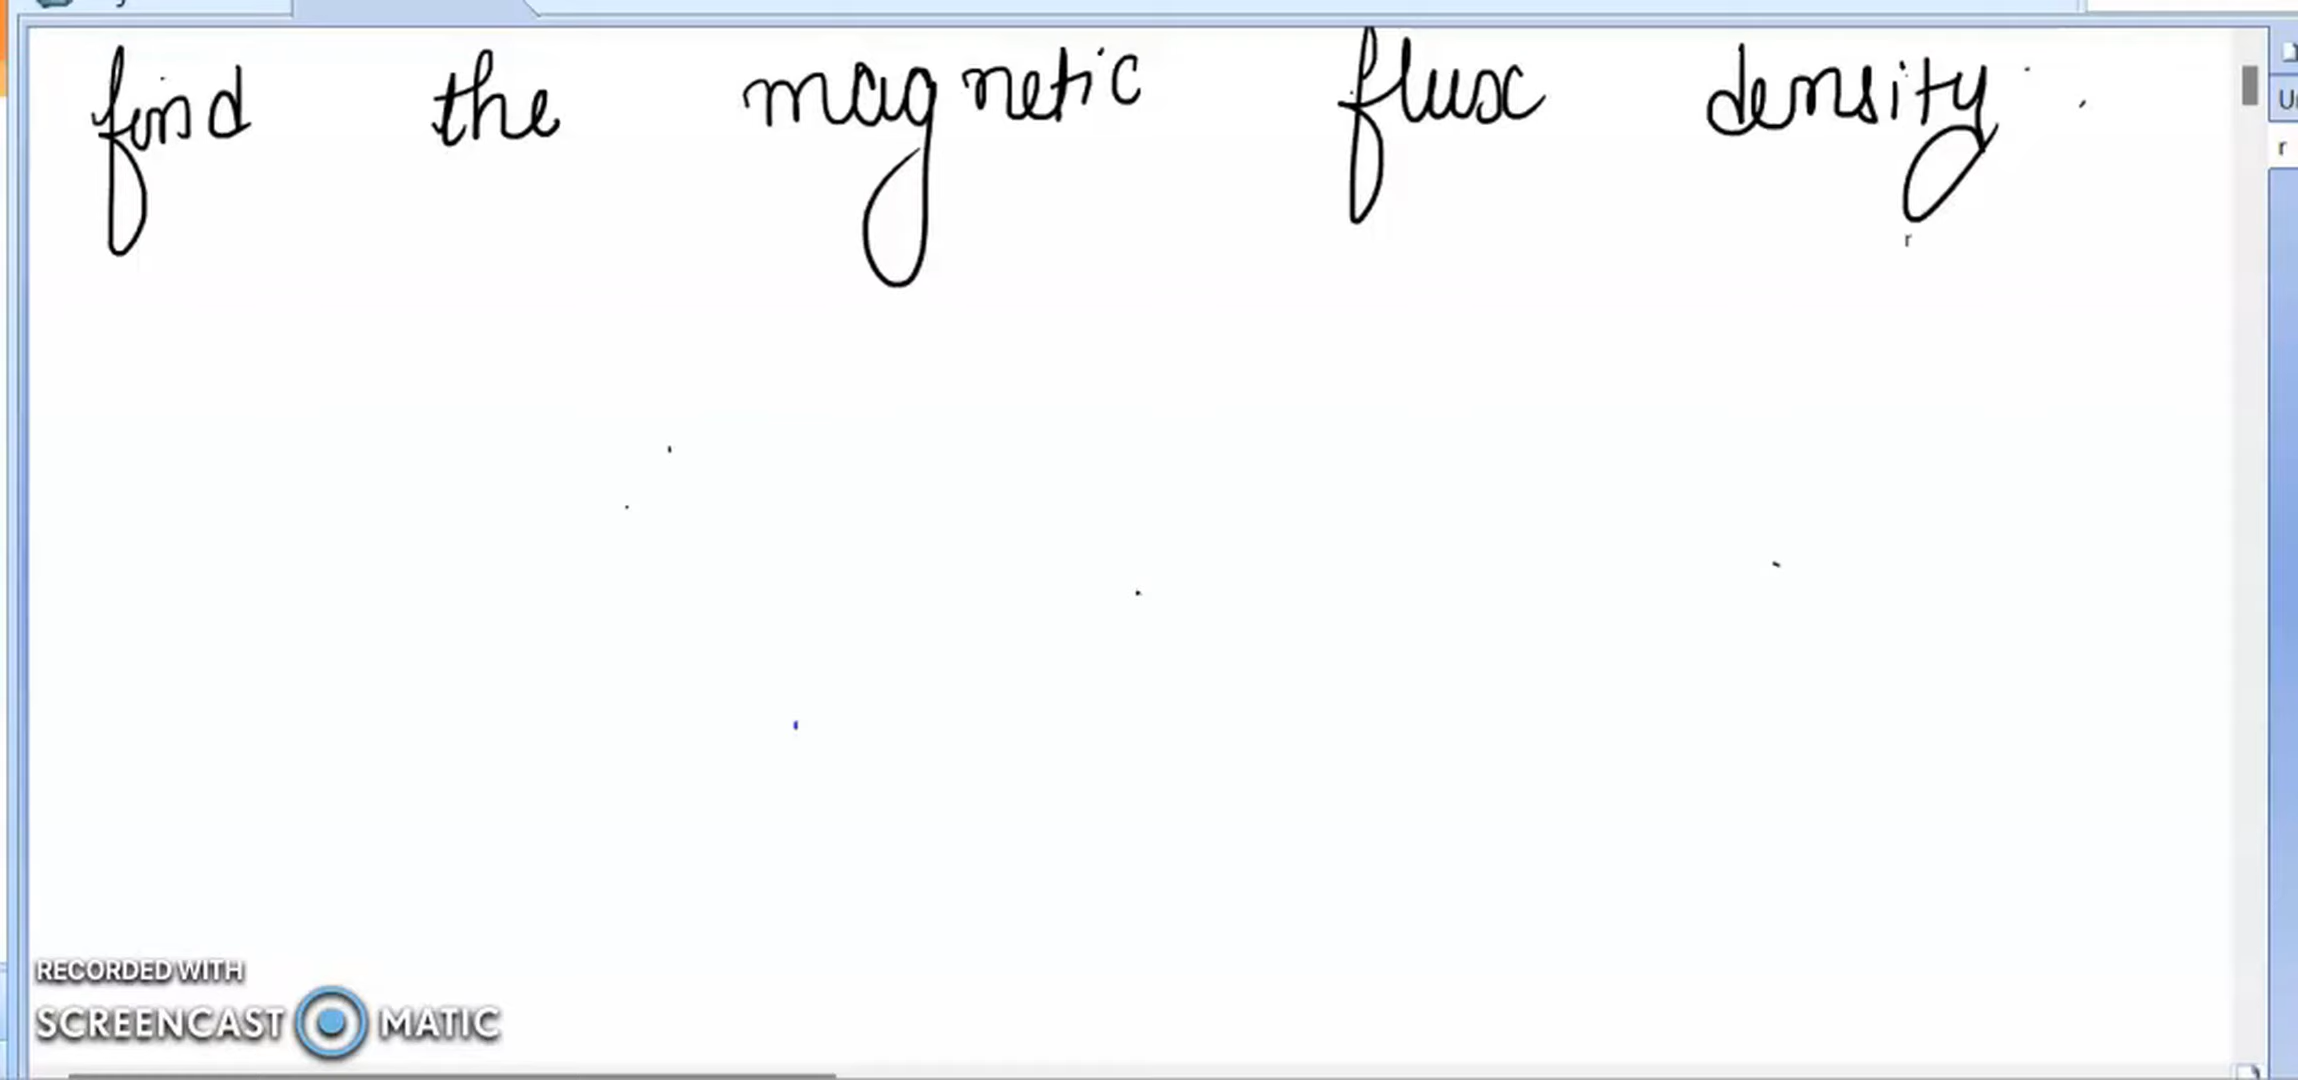 find the magnetic flux density.
r
U
r
RECORDED WITH
SCREENCAST MATIC